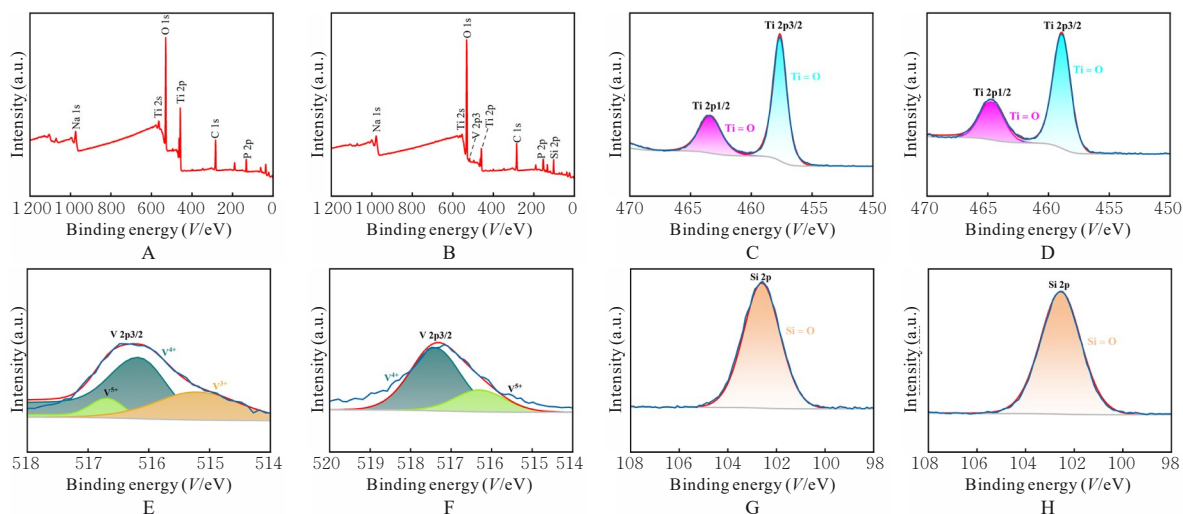 Intensity (a.u.)
Na 1s
Ti 2s
O 1s
Ti 2p
C 1s
P 2p
1 200 1 000 800 600 400 200 0
Binding energy (V/eV)
A
Intensity (a.u.)
Na 1s
Ti 2s
O 1s
V 2p3
Ti 2p
C 1s
P 2p
Si 2p
1 200 1 000 800 600 400 200 0
Binding energy (V/eV)
B
Intensity (a.u.)
Ti 2p3/2
Ti = O
Ti 2p1/2
Ti = O
470 465 460 455 450
Binding energy (V/eV)
C
Intensity (a.u.)
Ti 2p3/2
Ti = O
Ti 2p1/2
Ti = O
470 465 460 455 450
Binding energy (V/eV)
D
Intensity (a.u.)
V 2p3/2
V4+
V5+
V3+
518 517 516 515 514
Binding energy (V/eV)
E
Intensity (a.u.)
V 2p3/2
V4+
V5+
520 519 518 517 516 515 514
Binding energy (V/eV)
F
Intensity (a.u.)
Si 2p
Si = O
108 106 104 102 100 98
Binding energy (V/eV)
G
Intensity (a.u.)
Si 2p
Si = O
108 106 104 102 100 98
Binding energy (V/eV)
H